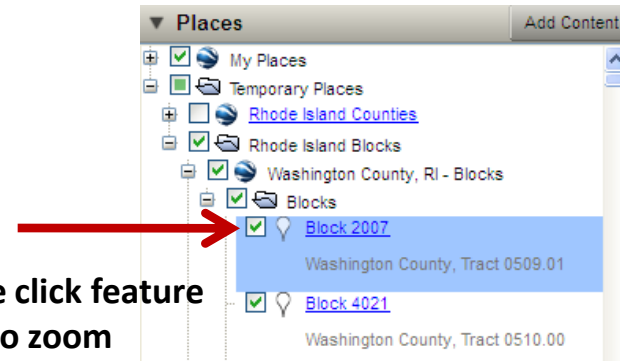 Places
Add Content
My Places
Temporary Places
Rhode Island Counties
Rhode Island Blocks
Washington County, RI - Blocks
Blocks
Block 2007
Washington County, Tract 0509.01
click feature
Block 4021
zoom
Washington County, Tract 0510.00